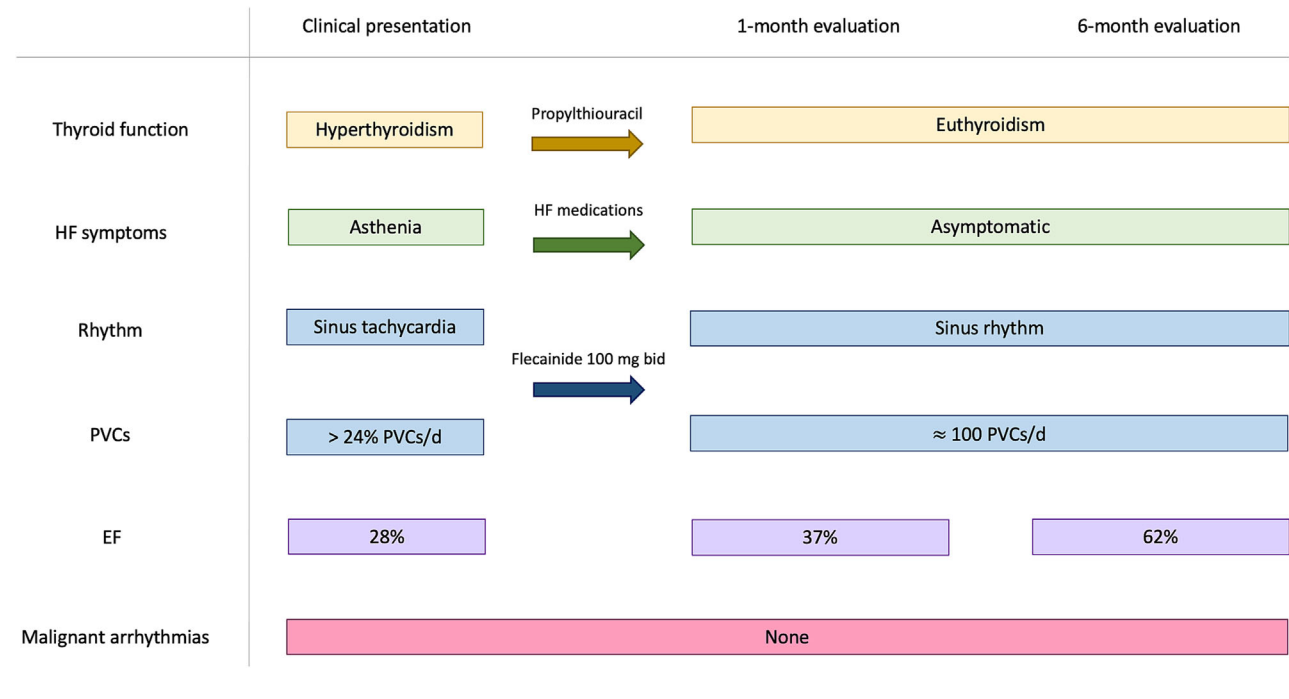 Clinical presentation 1-month evaluation 6-month evaluation
Propylthiouracil
Thyroid function Hyperthyroidism Euthyroidism
HF medications
HF symptoms Asthenia Asymptomatic
Rhythm Sinus tachycardia Sinus rhythm
Flecainide 100 mg bid
PVCs > 24% PVCs/d ≈ 100 PVCs/d
EF 28% 37% 62%
Malignant arrhythmias None